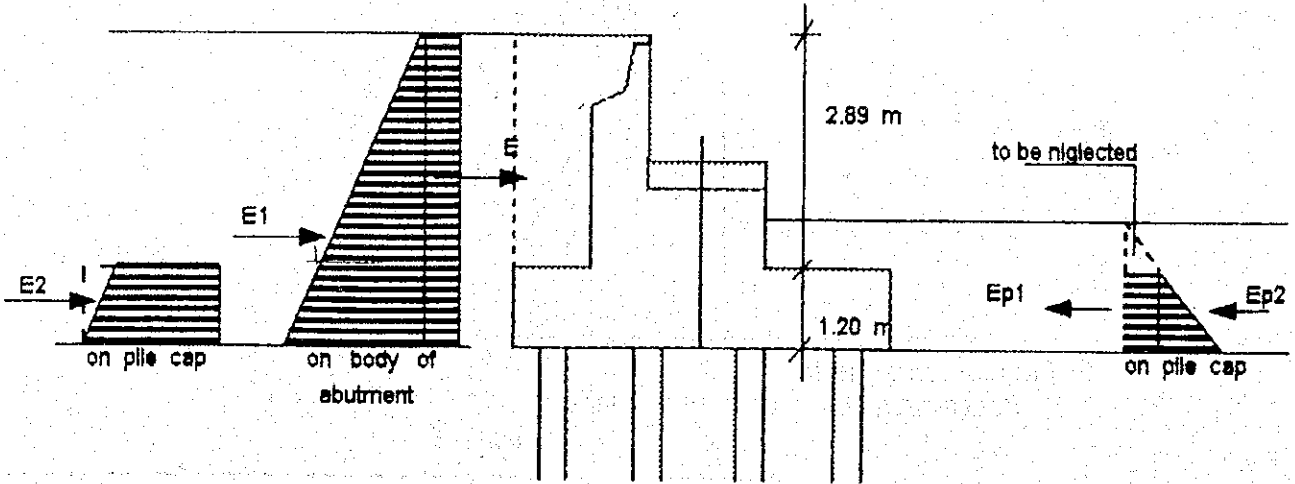 2.89 m
to be niglected
m
E1
E2
Ep1
Ep2
1.20 m
on pile cap
on body of
abutment
on pile cap